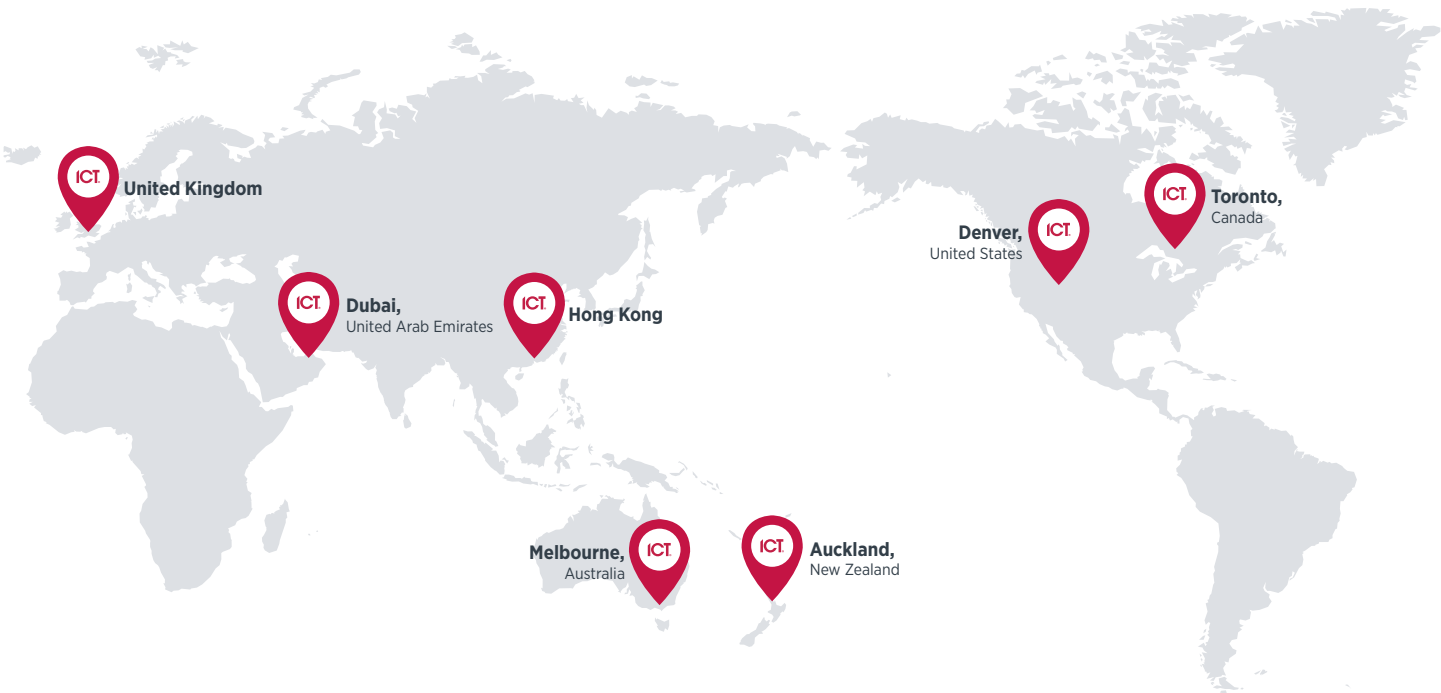 ICT
United Kingdom
ICT
Toronto,
Canada
Denver,
United States
ICT
ICT
Dubai,
United Arab Emirates
ICT
Hong Kong
Melbourne,
Australia
ICT
ICT
Auckland,
New Zealand